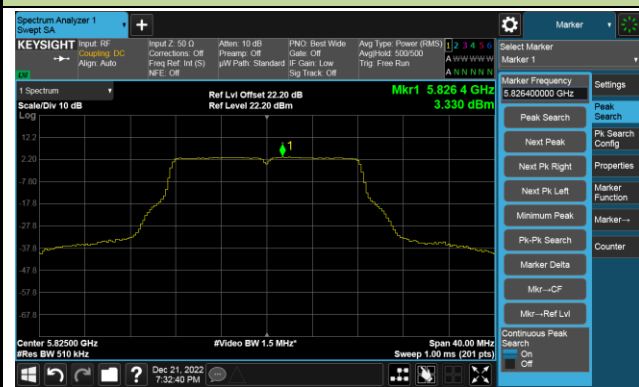 Spectrum Analyzer 1
Swept SA
Marker
KEYSIGHT Input: RF Input Z: 50 Ω Atten: 10 dB PNO: Best Wide Avg Type: Power (RMS) 1 2 3 4 5 6
Coupling: DC Corrections: Off Preamp: Off Gate: Off Avg|Hold: 500/500 A W W W W W
Align: Auto Freq Ref: Int (S) µW Path: Standard IF Gain: Low Trig: Free Run
NFE: Off Sig Track: Off A N N N N N
Select Marker
Marker 1
1 Spectrum
Scale/Div 10 dB
Log
Ref Lvl Offset 22.20 dB
Ref Level 22.20 dBm
Mkr1 5.826 4 GHz
3.330 dBm
1
12.2
2.20
-7.80
-17.8
-27.8
-37.8
-47.8
-57.8
-67.8
Center 5.82500 GHz
#Res BW 510 kHz
#Video BW 1.5 MHz*
Span 40.00 MHz
Sweep 1.00 ms (201 pts)
Marker Frequency
5.826400000 GHz
Peak Search
Next Peak
Next Pk Right
Next Pk Left
Minimum Peak
Pk-Pk Search
Marker Delta
Mkr→CF
Mkr→Ref Lvl
Continuous Peak
Search
On
Off
Settings
Peak
Search
Pk Search
Config
Properties
Marker
Function
Marker→
Counter
Dec 21, 2022
7:32:40 PM